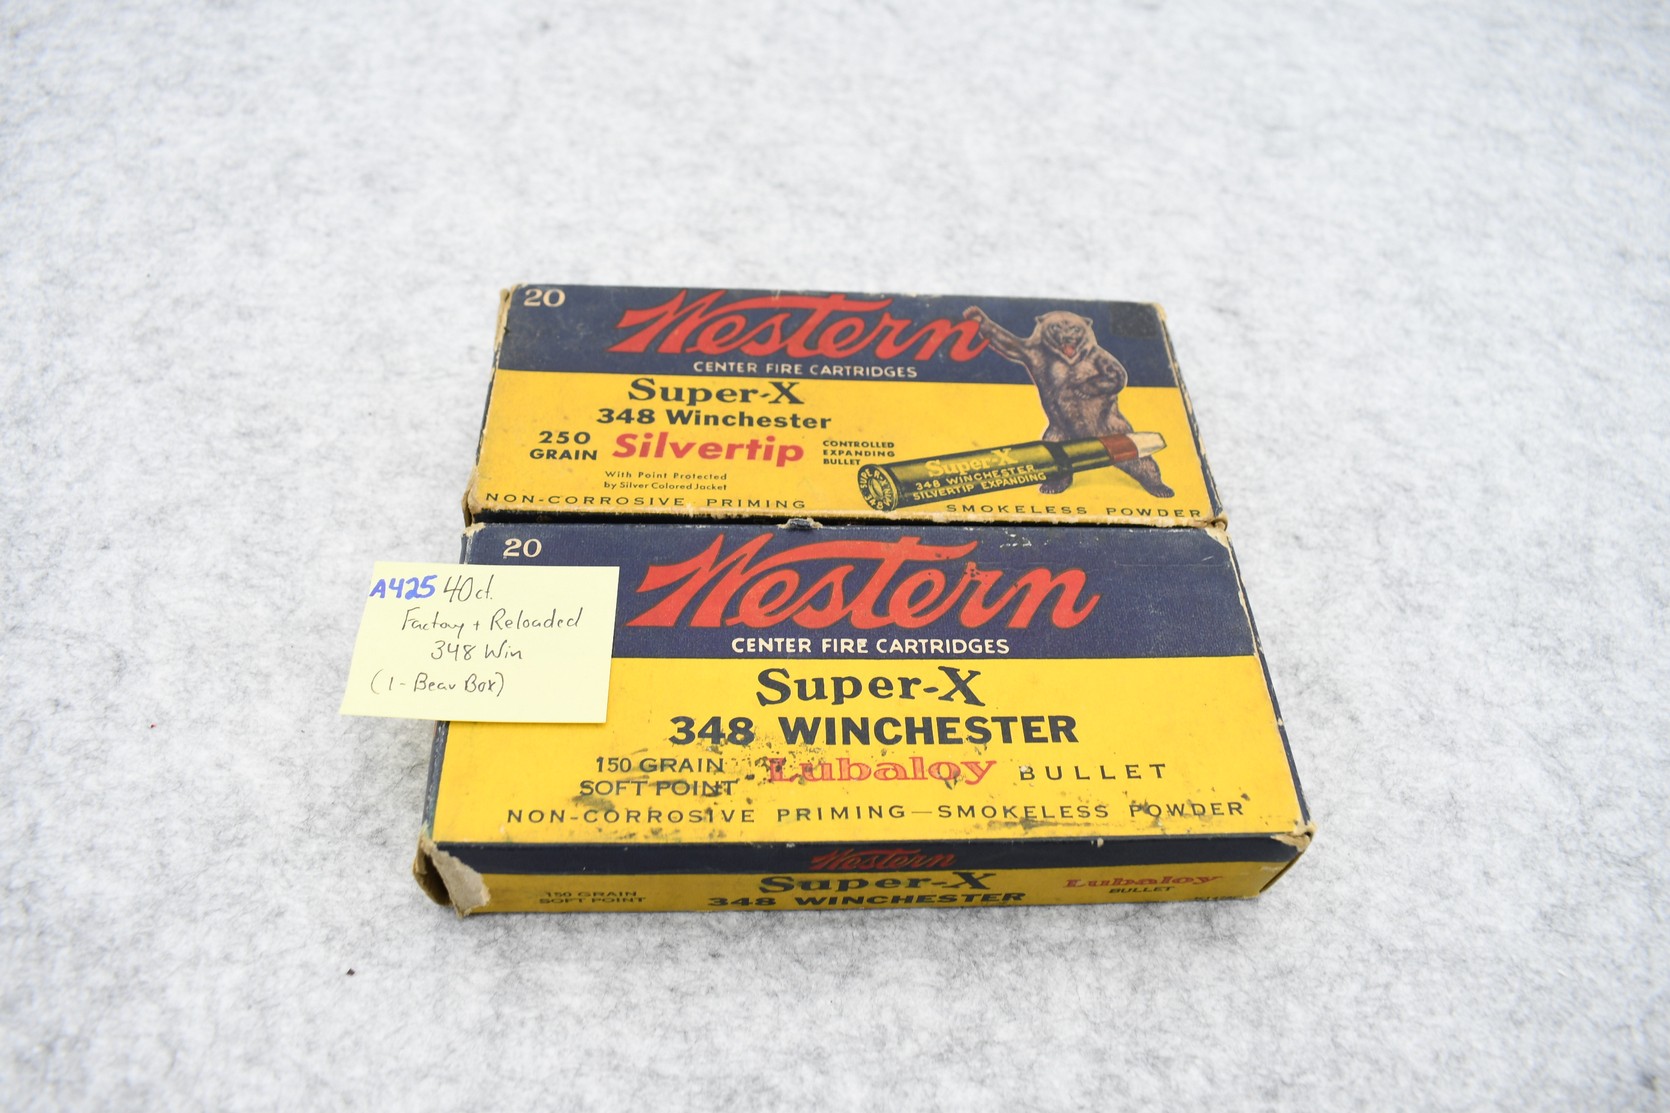 20
Western
CENTER FIRE CARTRIDGES
Super-X
348 Winchester
250 GRAIN
Silvertip
CONTROLLED
EXPANDING
BULLET
With Point Protected
by Silver Colored Jacket
NON-CORROSIVE PRIMING
SMOKELESS POWDER
Super-X
348 WINCHESTER
SILVERTIP EXPANDING
20
Western
CENTER FIRE CARTRIDGES
Super-X
348 WINCHESTER
150 GRAIN
SOFT POINT
Lubaloy BULLET
NON-CORROSIVE PRIMING—SMOKELESS POWDER
A425 40ct.
Factory + Reloaded
348 Win
(1-Bear Box)
Western
Super-X
348 WINCHESTER
150 GRAIN
SOFT POINT
Lubaloy
BULLET